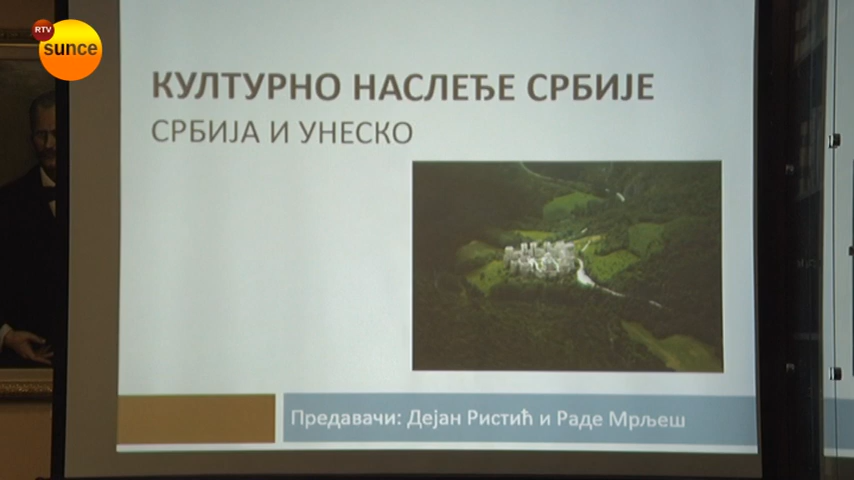 RTV
sunce
КУЛТУРНО НАСЛЕЂЕ СРБИЈЕ
СРБИЈА И УНЕСКО
Предавачи: Дејан Ристић и Раде Мрљеш